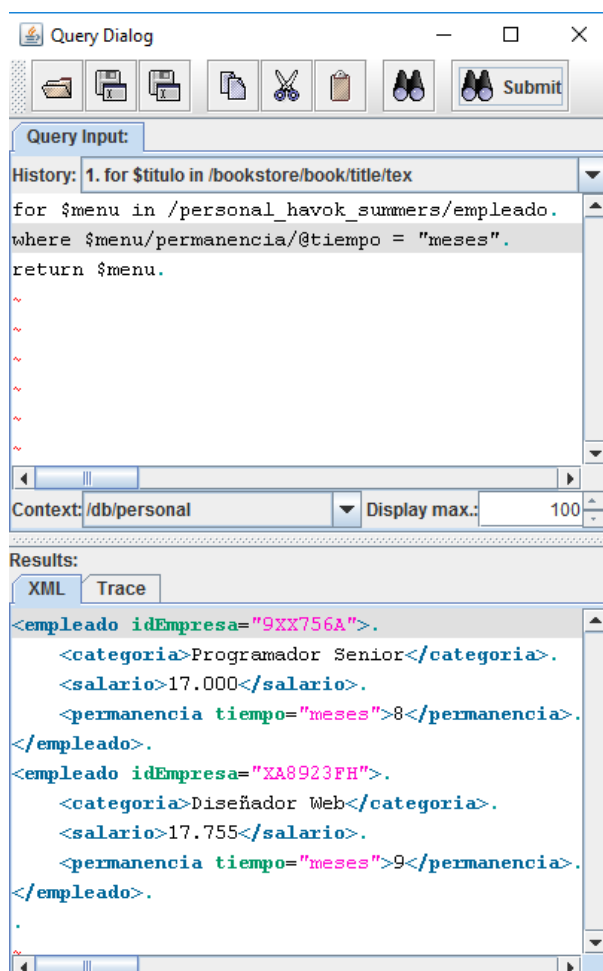 Query Dialog
Submit
Query Input:
History: 1. for $titulo in /bookstore/book/title/tex
for $menu in /personal_havok_summers/empleado.
where $menu/permanencia/@tiempo = "meses".
return $menu.
~
~
~
~
~
~
Context: /db/personal Display max.: 100
Results:
XML Trace
<empleado idEmpresa="9XX756A">.
    <categoria>Programador Senior</categoria>.
    <salario>17.000</salario>.
    <permanencia tiempo="meses">8</permanencia>.
</empleado>.
<empleado idEmpresa="XA8923FH">.
    <categoria>Diseñador Web</categoria>.
    <salario>17.755</salario>.
    <permanencia tiempo="meses">9</permanencia>.
</empleado>.
.
~